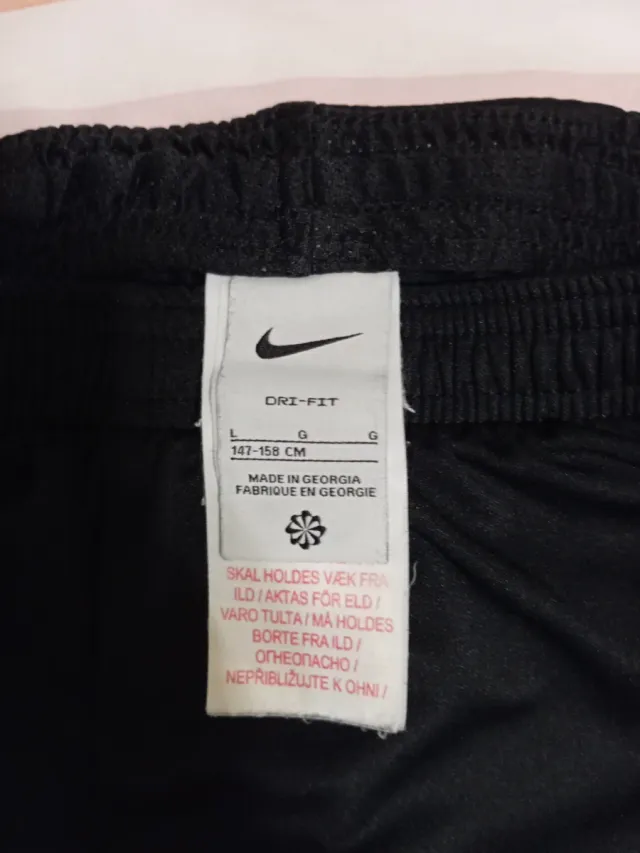 DRI-FIT
L G G
147-158 CM
MADE IN GEORGIA
FABRIQUE EN GEORGIE
SKAL HOLDES VÆK FRA
ILD / AKTAS FÖR ELD /
VARO TULTA / MÅ HOLDES
BORTE FRA ILD /
ОГНЕОПАСНО /
NEPŘIBLIŽUJTE K OHNI /